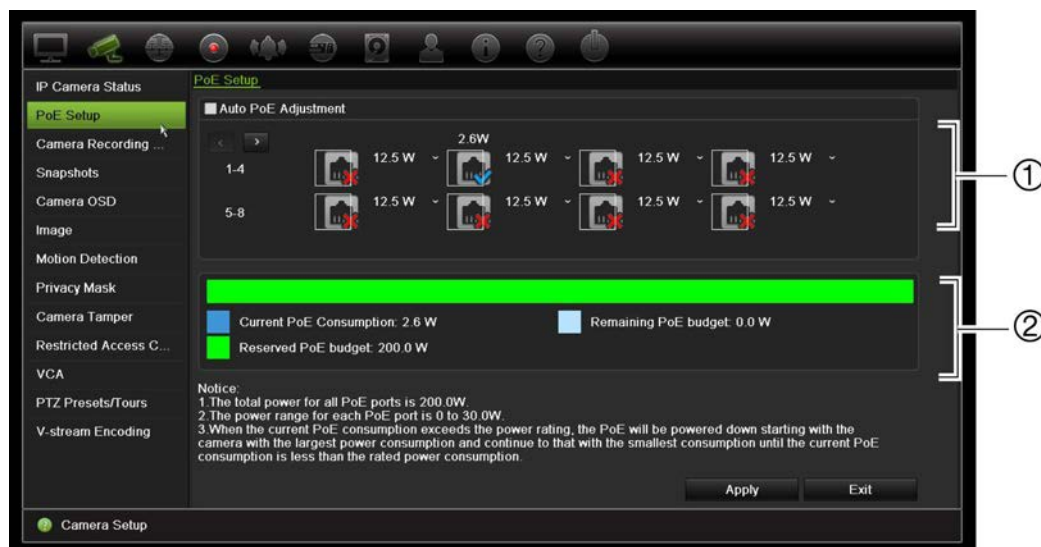 PoE Setup
IP Camera Status
PoE Setup
Camera Recording ...
Snapshots
Camera OSD
Image
Motion Detection
Privacy Mask
Camera Tamper
Restricted Access C...
VCA
PTZ Presets/Tours
V-stream Encoding
Auto PoE Adjustment
2.6W
1-4
12.5 W 12.5 W 12.5 W 12.5 W
5-8
12.5 W 12.5 W 12.5 W 12.5 W
①
Current PoE Consumption: 2.6 W
Remaining PoE budget: 0.0 W
Reserved PoE budget: 200.0 W
②
Notice:
1.The total power for all PoE ports is 200.0W.
2.The power range for each PoE port is 0 to 30.0W.
3.When the current PoE consumption exceeds the power rating, the PoE will be powered down starting with the
camera with the largest power consumption and continue to that with the smallest consumption until the current PoE
consumption is less than the rated power consumption.
Apply
Exit
Camera Setup